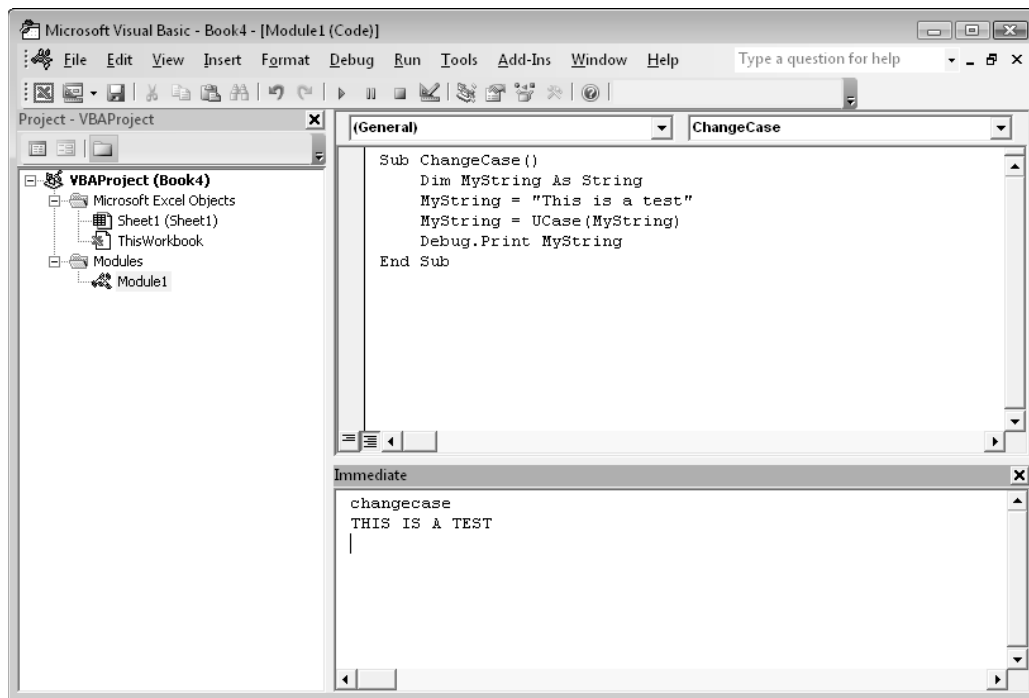 Microsoft Visual Basic - Book4 - [Module1 (Code)]
File Edit View Insert Format Debug Run Tools Add-Ins Window Help Type a question for help
Project - VBAProject
VBAProject (Book4)
Microsoft Excel Objects
Sheet1 (Sheet1)
ThisWorkbook
Modules
Module1
(General) ChangeCase
Sub ChangeCase()
Dim MyString As String
MyString = "This is a test"
MyString = UCase(MyString)
Debug.Print MyString
End Sub
Immediate
changecase
THIS IS A TEST